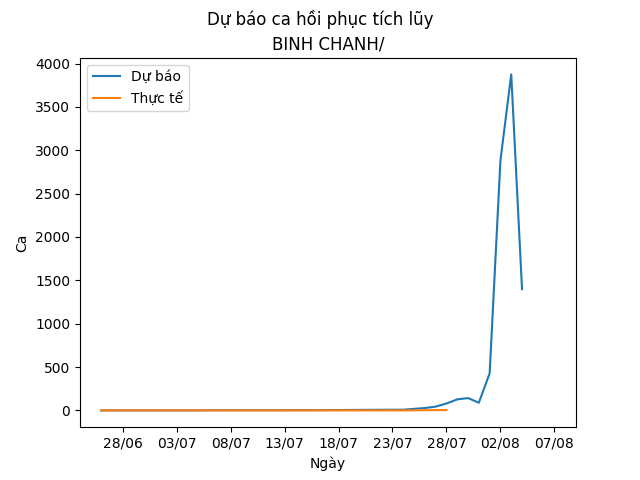 Dự báo ca hồi phục tích lũy
BINH CHANH/
Dự báo
Thực tế
4000
3500
3000
2500
2000
1500
1000
500
0
Ca
28/06 03/07 08/07 13/07 18/07 23/07 28/07 02/08 07/08
Ngày